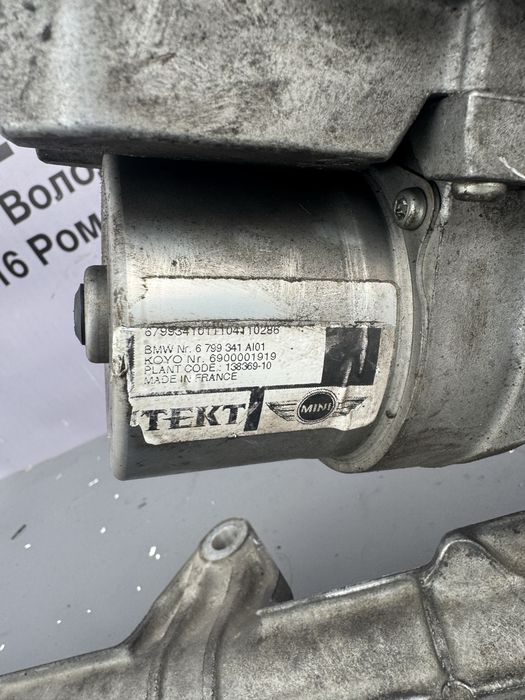 Воло
16 Ром
6799341011104110286
BMW Nr. 6 799 341 AI01
KOYO Nr. 6900001919
PLANT CODE : 138369-10
MADE IN FRANCE
TEKT
MINI